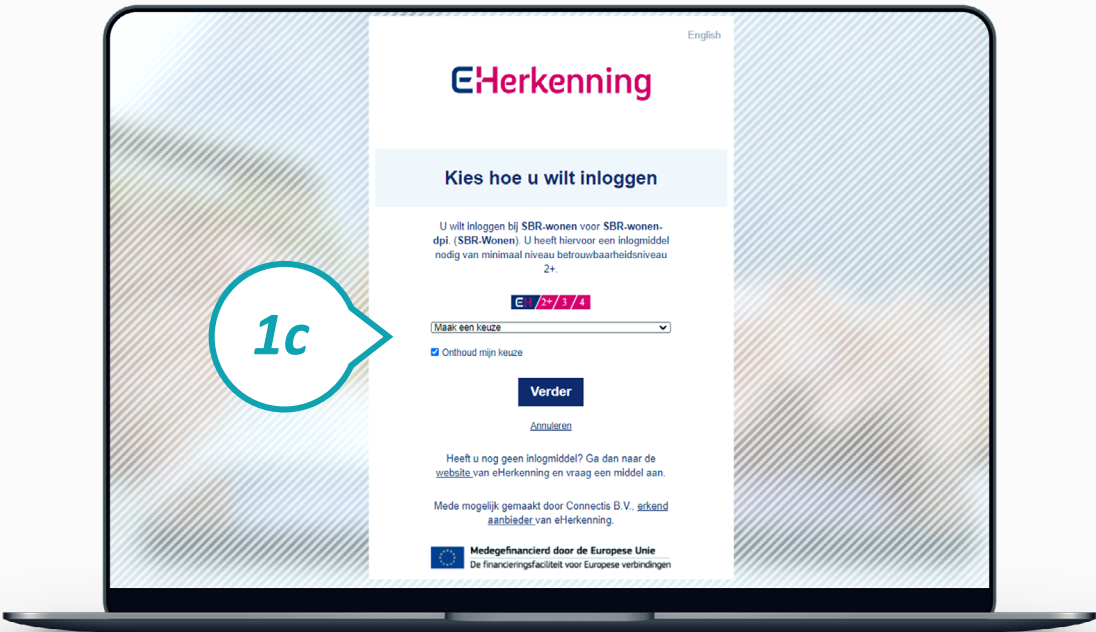 English
EHerkenning
Kies hoe u wilt inloggen
U wilt inloggen bij SBR-wonen voor SBR-wonen-
dpi. (SBR-Wonen). U heeft hiervoor een inlogmiddel
nodig van minimaal niveau betrouwbaarheidsniveau
2+.
EH 2+/3/4
1c
Maak een keuze
Onthoud mijn keuze
Verder
Annuleren
Heeft u nog geen inlogmiddel? Ga dan naar de
website van eHerkenning en vraag een middel aan.
Mede mogelijk gemaakt door Connectis B.V., erkend
aanbieder van eHerkenning.
Medegefinancierd door de Europese Unie
De financieringsfaciliteit voor Europese verbindingen